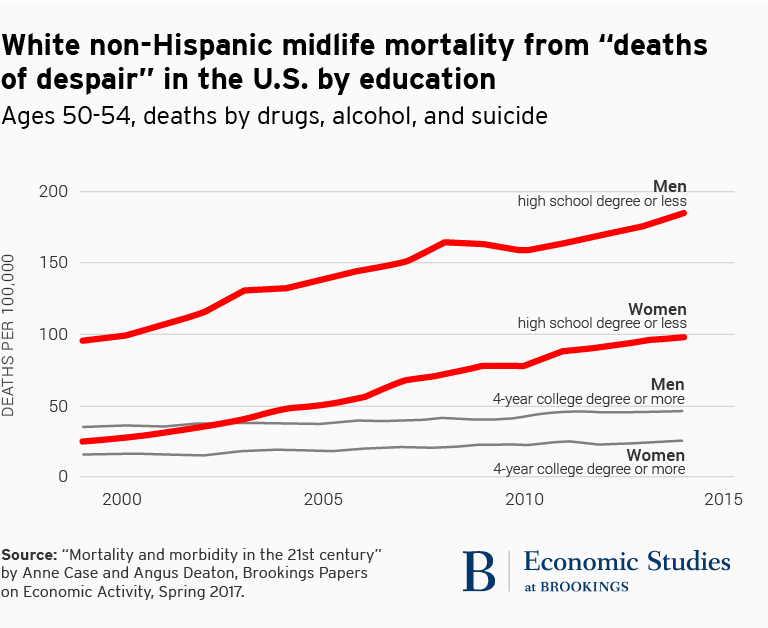 White non-Hispanic midlife mortality from “deaths
of despair” in the U.S. by education
Ages 50-54, deaths by drugs, alcohol, and suicide
DEATHS PER 100,000
200
150
100
50
0
Men
high school degree or less
Women
high school degree or less
Men
4-year college degree or more
Women
4-year college degree or more
2000
2005
2010
2015
Source: “Mortality and morbidity in the 21st century”
by Anne Case and Angus Deaton, Brookings Papers
on Economic Activity, Spring 2017.
B
Economic Studies
at BROOKINGS